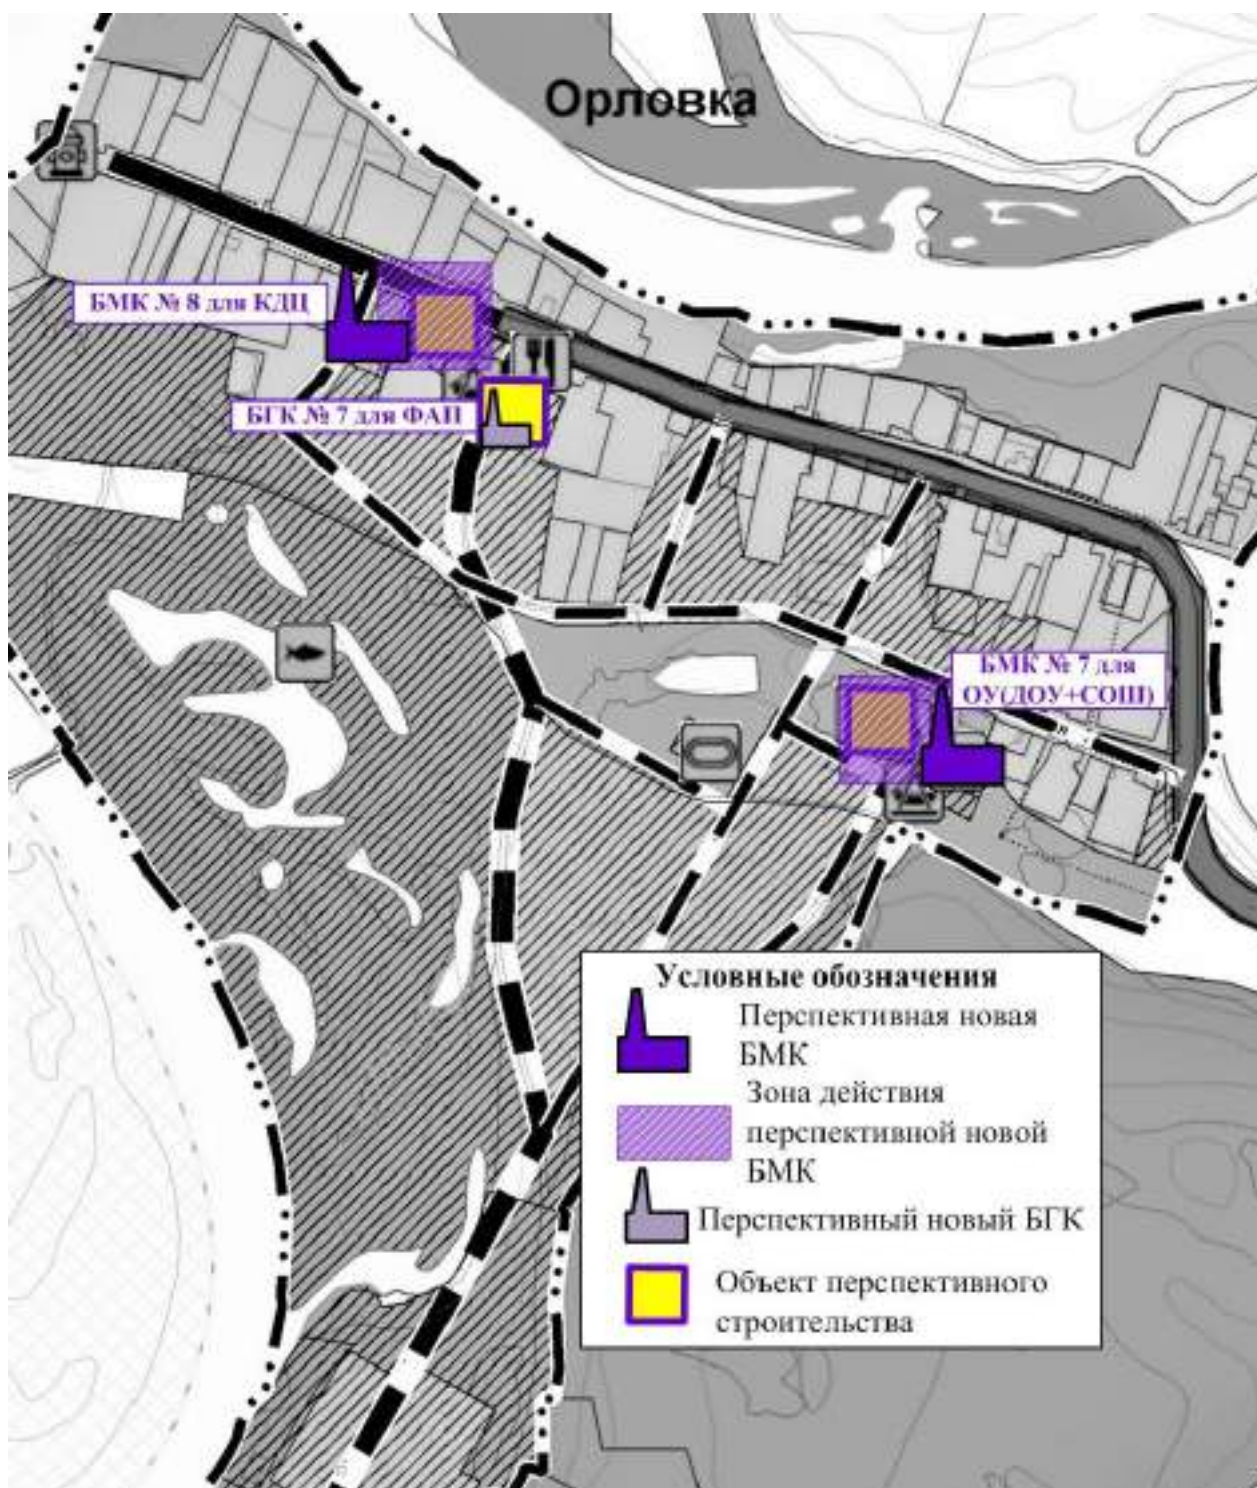 Орловка
БМК № 8 для КДЦ
БГК № 7 для ФАП
БМК № 7 для
ОУ(ДОУ+СОШ)
Условные обозначения
Перспективная новая
БМК
Зона действия
перспективной новой
БМК
Перспективный новый БГК
Объект перспективного
строительства